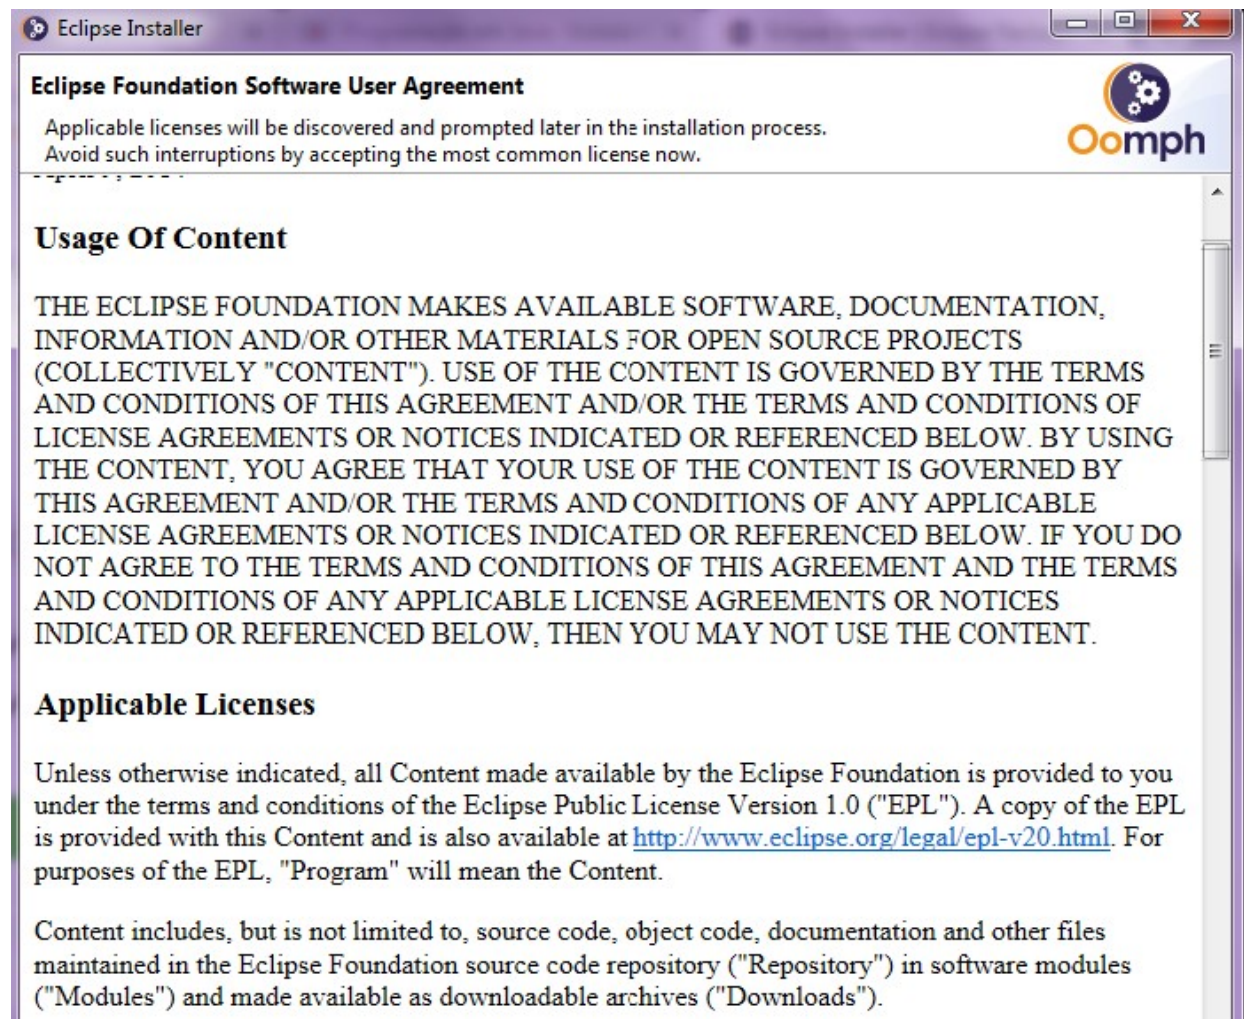 Eclipse Installer
Eclipse Foundation Software User Agreement
Applicable licenses will be discovered and prompted later in the installation process.
Avoid such interruptions by accepting the most common license now.
Oomph
Usage Of Content
THE ECLIPSE FOUNDATION MAKES AVAILABLE SOFTWARE, DOCUMENTATION,
INFORMATION AND/OR OTHER MATERIALS FOR OPEN SOURCE PROJECTS
(COLLECTIVELY "CONTENT"). USE OF THE CONTENT IS GOVERNED BY THE TERMS
AND CONDITIONS OF THIS AGREEMENT AND/OR THE TERMS AND CONDITIONS OF
LICENSE AGREEMENTS OR NOTICES INDICATED OR REFERENCED BELOW. BY USING
THE CONTENT, YOU AGREE THAT YOUR USE OF THE CONTENT IS GOVERNED BY
THIS AGREEMENT AND/OR THE TERMS AND CONDITIONS OF ANY APPLICABLE
LICENSE AGREEMENTS OR NOTICES INDICATED OR REFERENCED BELOW. IF YOU DO
NOT AGREE TO THE TERMS AND CONDITIONS OF THIS AGREEMENT AND THE TERMS
AND CONDITIONS OF ANY APPLICABLE LICENSE AGREEMENTS OR NOTICES
INDICATED OR REFERENCED BELOW, THEN YOU MAY NOT USE THE CONTENT.
Applicable Licenses
Unless otherwise indicated, all Content made available by the Eclipse Foundation is provided to you
under the terms and conditions of the Eclipse Public License Version 1.0 ("EPL"). A copy of the EPL
is provided with this Content and is also available at http://www.eclipse.org/legal/epl-v20.html. For
purposes of the EPL, "Program" will mean the Content.
Content includes, but is not limited to, source code, object code, documentation and other files
maintained in the Eclipse Foundation source code repository ("Repository") in software modules
("Modules") and made available as downloadable archives ("Downloads").